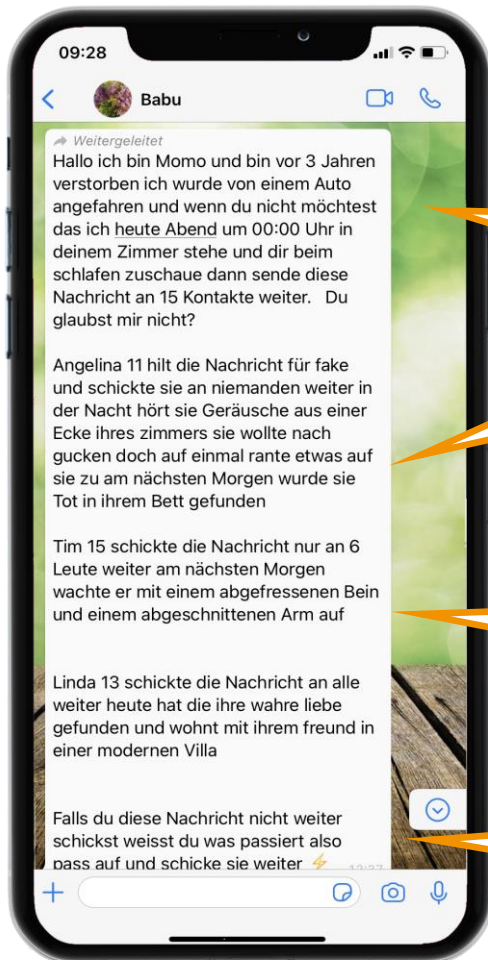 09:28
Babu
Weitergeleitet
Hallo ich bin Momo und bin vor 3 Jahren
verstorben ich wurde von einem Auto
angefahren und wenn du nicht möchtest
das ich heute Abend um 00:00 Uhr in
deinem Zimmer stehe und dir beim
schlafen zuschaue dann sende diese
Nachricht an 15 Kontakte weiter. Du
glaubst mir nicht?
Angelina 11 hilt die Nachricht für fake
und schickte sie an niemanden weiter in
der Nacht hört sie Geräusche aus einer
Ecke ihres zimmers sie wollte nach
gucken doch auf einmal rante etwas auf
sie zu am nächsten Morgen wurde sie
Tot in ihrem Bett gefunden
Tim 15 schickte die Nachricht nur an 6
Leute weiter am nächsten Morgen
wachte er mit einem abgefressenen Bein
und einem abgeschnittenen Arm auf
Linda 13 schickte die Nachricht an alle
weiter heute hat die ihre wahre liebe
gefunden und wohnt mit ihrem freund in
einer modernen Villa
Falls du diese Nachricht nicht weiter
schickst weisst du was passiert also
pass auf und schicke sie weiter ⚡